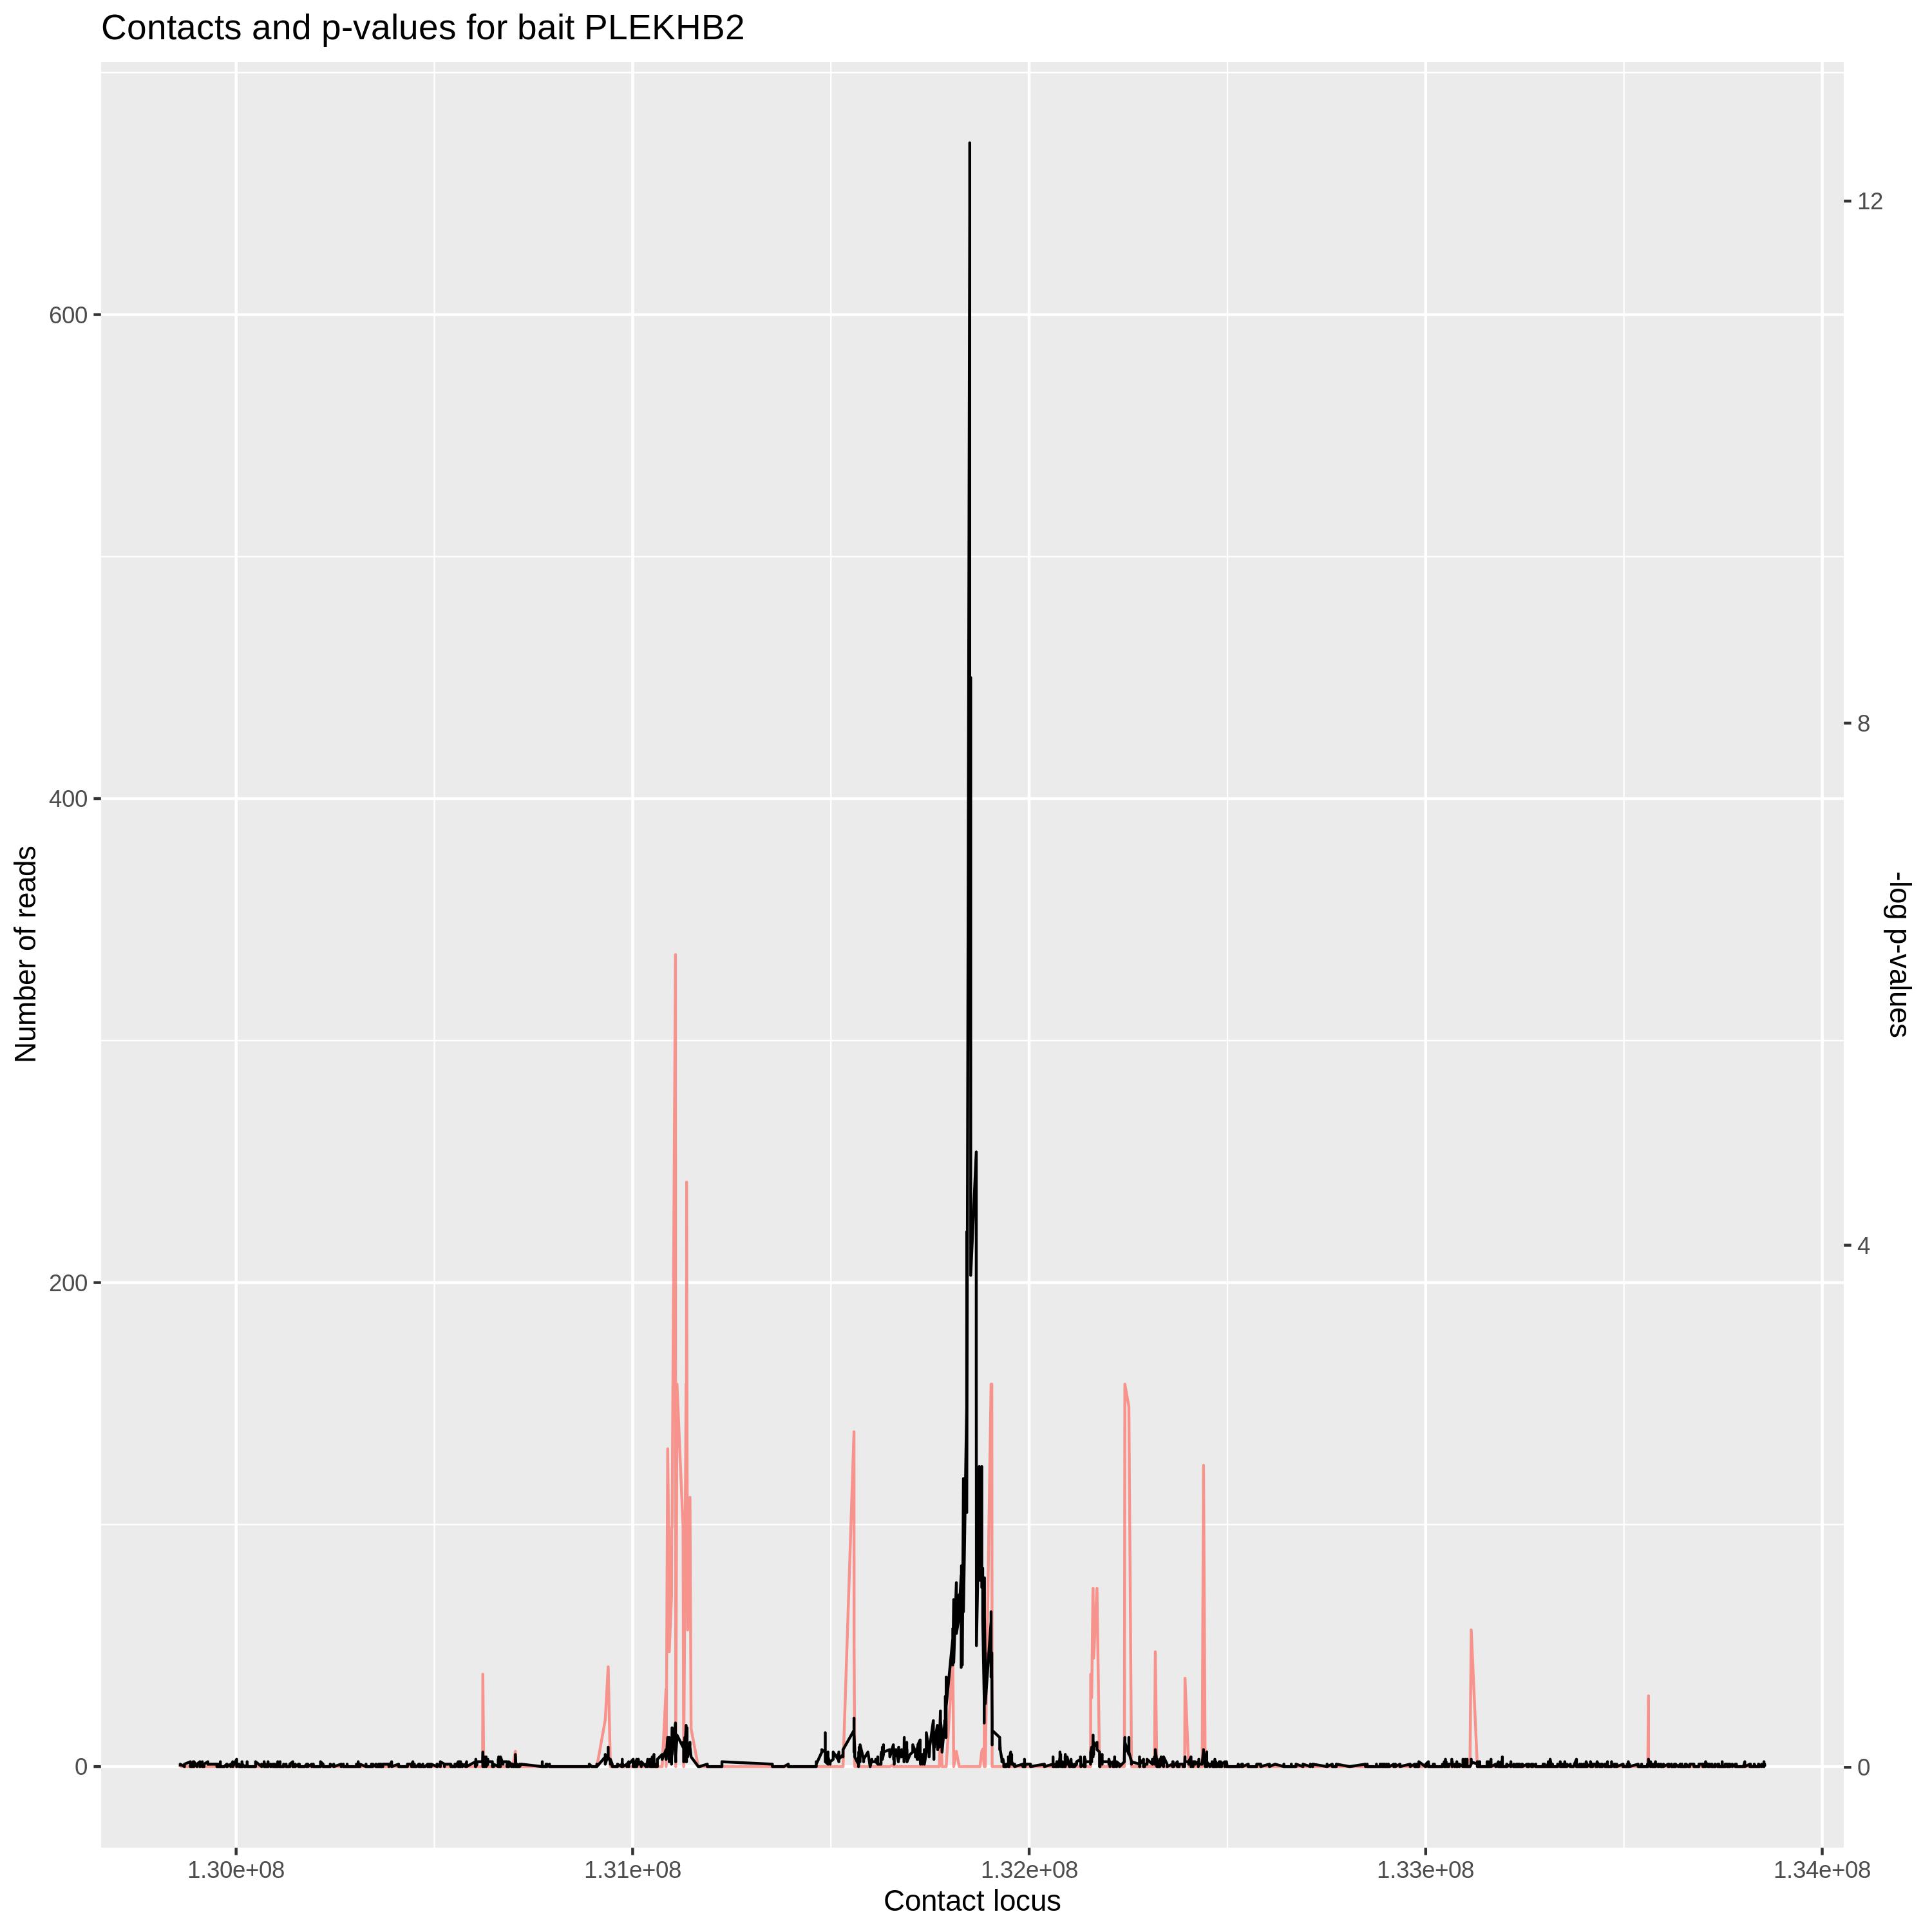 Contacts and p-values for bait PLEKHB2
Number of reads
600
400
200
0
12
8
4
0
-log p-values
1.30e+08
1.31e+08
1.32e+08
1.33e+08
1.34e+08
Contact locus